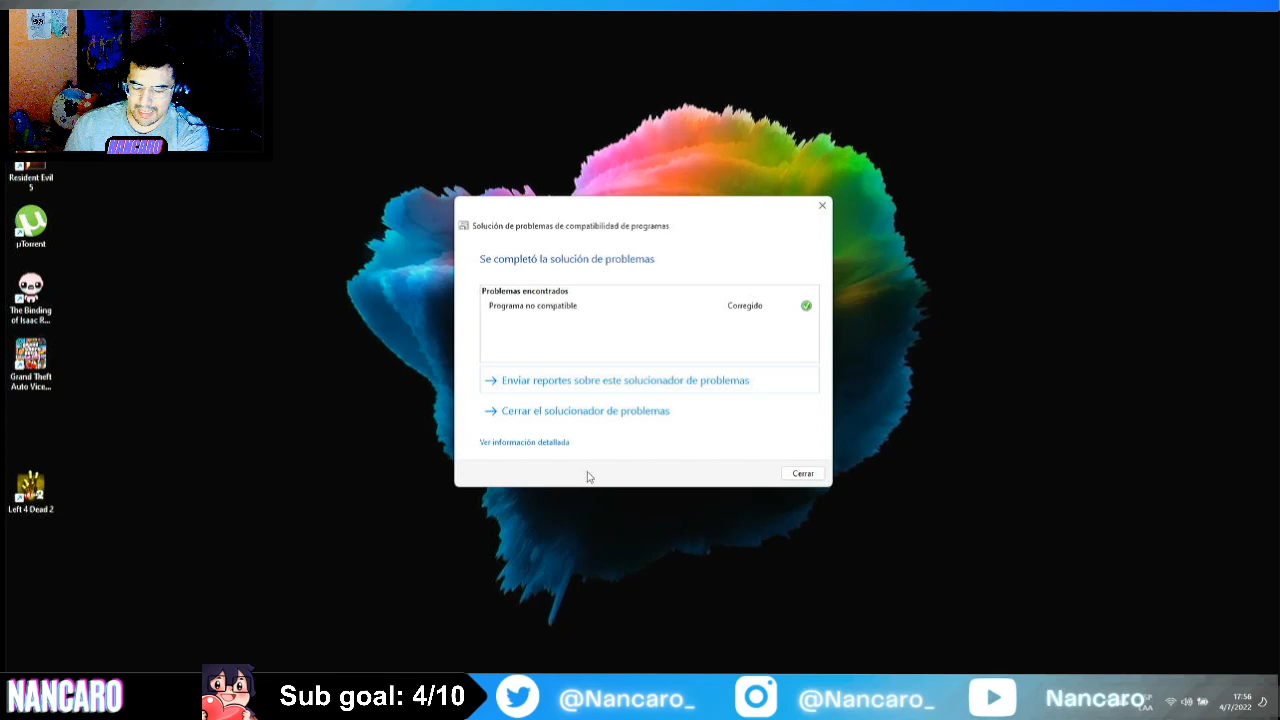 NANCARO
Resident Evil
5
µTorrent
The Binding
of Isaac R...
Grand Theft
Auto Vice...
Left 4 Dead 2
Solución de problemas de compatibilidad de programas
Se completó la solución de problemas
Problemas encontrados
Programa no compatible Corregido
Enviar reportes sobre este solucionador de problemas
Cerrar el solucionador de problemas
Ver información detallada
Cerrar
NANCARO
Sub goal: 4/10
@Nancaro_
@Nancaro_
Nancaro
17:56
4/7/2022